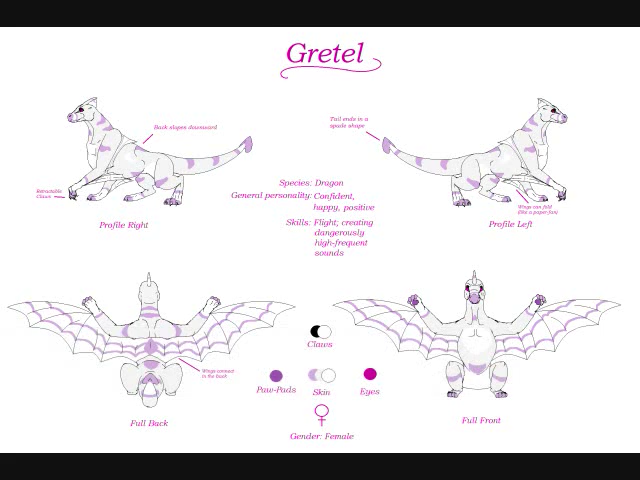 Gretel
Back slopes downward
Tail ends in a
spade shape
Retractable
Claws
Species: Dragon
General personality: Confident,
happy, positive
Skills: Flight; creating
dangerously
high-frequent
sounds
Wings can fold
(like a paper-fan)
Profile Right
Profile Left
Claws
Wings connect
in the back
Paw-Pads
Skin
Eyes
Full Back
Full Front
Gender: Female